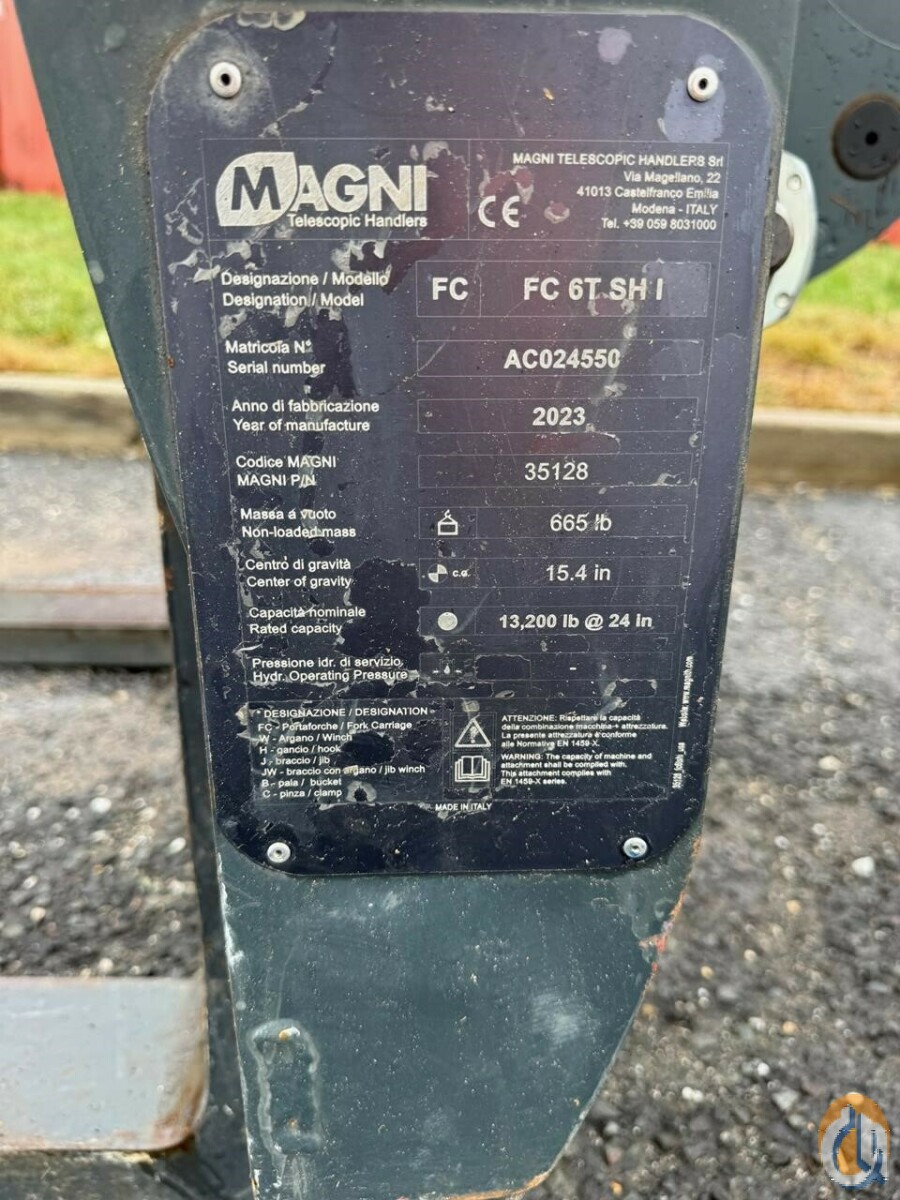 MAGNI
Telescopic Handlers
CE
MAGNI TELESCOPIC HANDLERS Srl
Via Magellano, 22
41013 Castelfranco Emilia
Modena - ITALY
Tel. +39 059 8031000
Designazione / Modello
Designation / Model
FC
FC 6T SH I
Matricola N°
Serial number
AC024550
Anno di fabbricazione
Year of manufacture
2023
Codice MAGNI
MAGNI P/N
35128
Massa a vuoto
Non-loaded mass
665 lb
Centro di gravità
Center of gravity
C.G.
15.4 in
Capacità nominale
Rated capacity
13,200 lb @ 24 in
Pressione idr. di servizio
Hydr. Operating Pressure
-
* DESIGNAZIONE / DESIGNATION
FC - Portaforche / Fork Carriage
W - Argano / Winch
H - gancio / hook
J - braccio / jib
JW - braccio con argano / jib winch
B - pala / bucket
C - pinza / clamp
ATTENZIONE: Rispettare la capacità
della combinazione macchina + attrezzatura.
La presente attrezzatura è conforme
alle Normative EN 1459-X.
WARNING: The capacity of machine and
attachment shall be complied with.
This attachment complies with
EN 1459-X series.
MADE IN ITALY